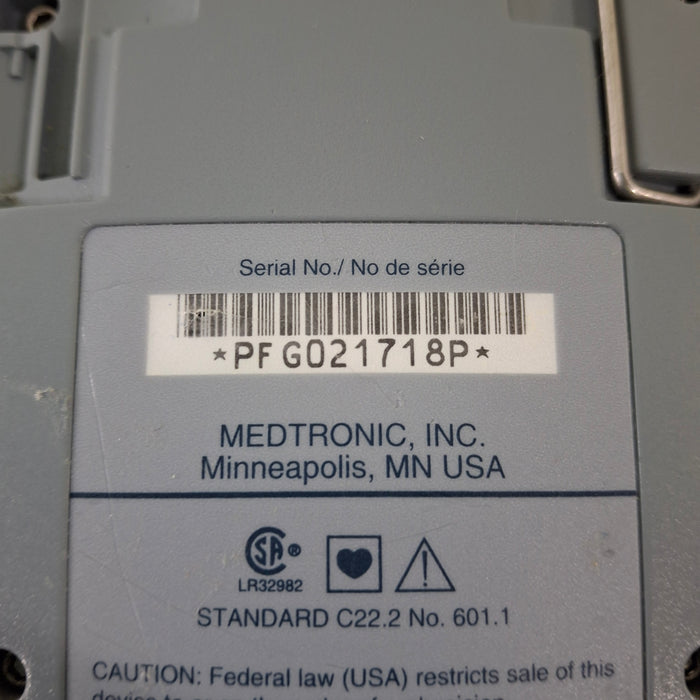 Serial No./ No de série
*PFG021718P*
MEDTRONIC, INC.
Minneapolis, MN USA
SA ®
LR32982
STANDARD C22.2 No. 601.1
CAUTION: Federal law (USA) restricts sale of this